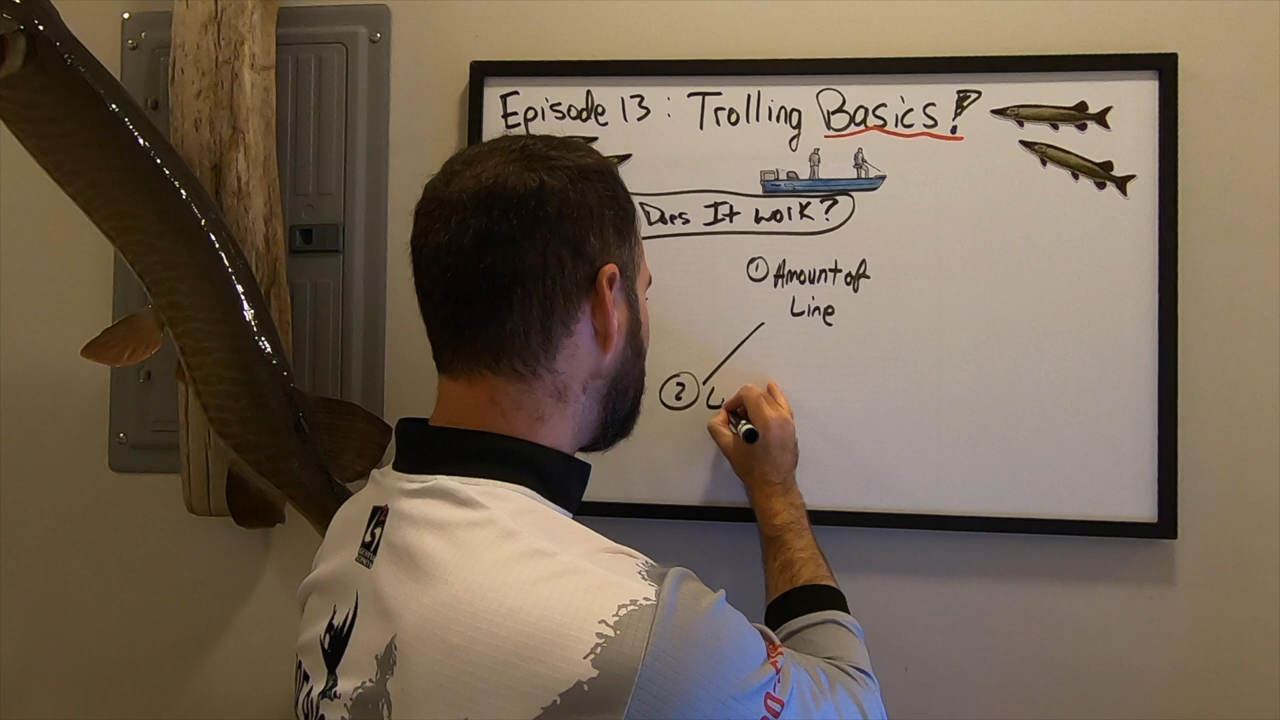 Episode 13: Trolling Basics!
Does It work?
① Amount of
Line
② L